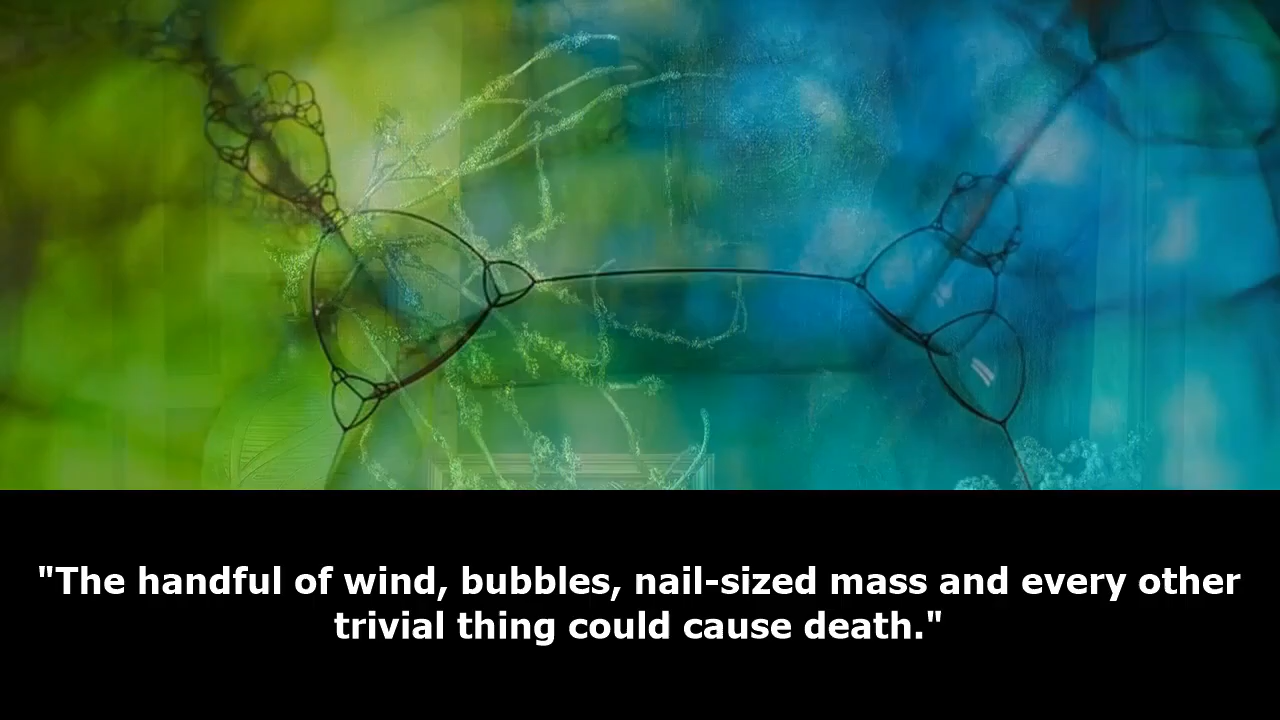 "The handful of wind, bubbles, nail-sized mass and every other
trivial thing could cause death."